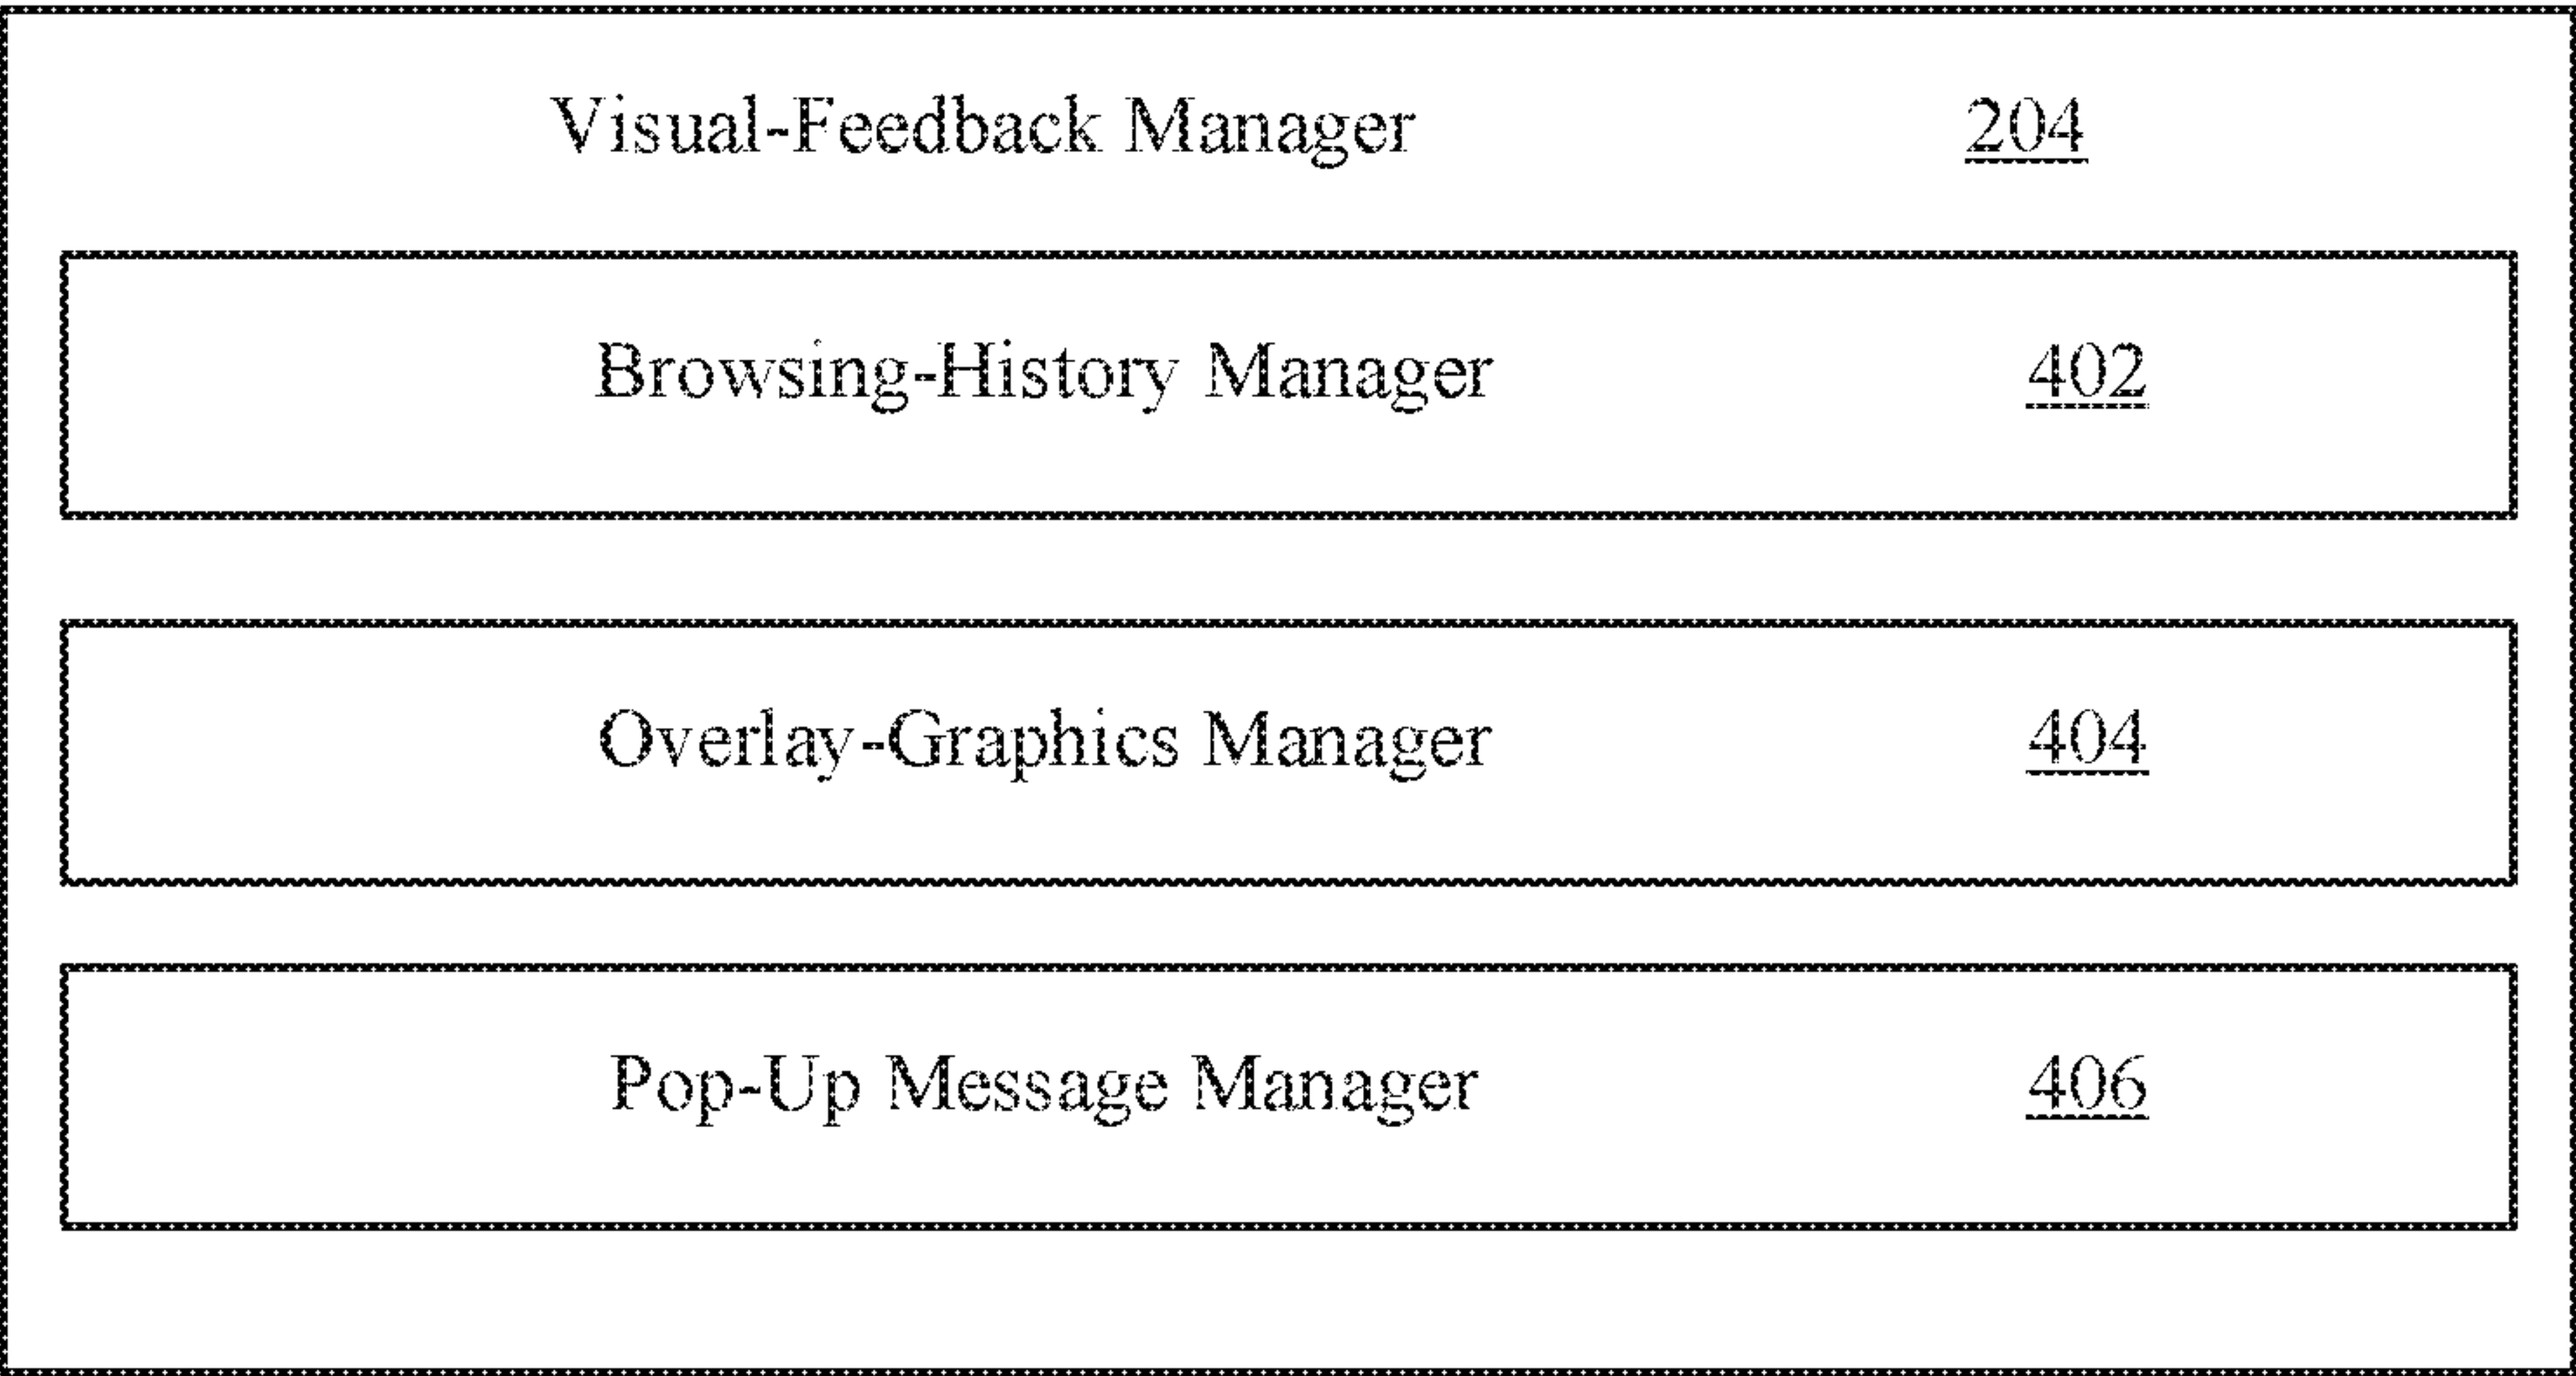 Visual-Feedback Manager 204
Browsing-History Manager 402
Overlay-Graphics Manager 404
Pop-Up Message Manager 406